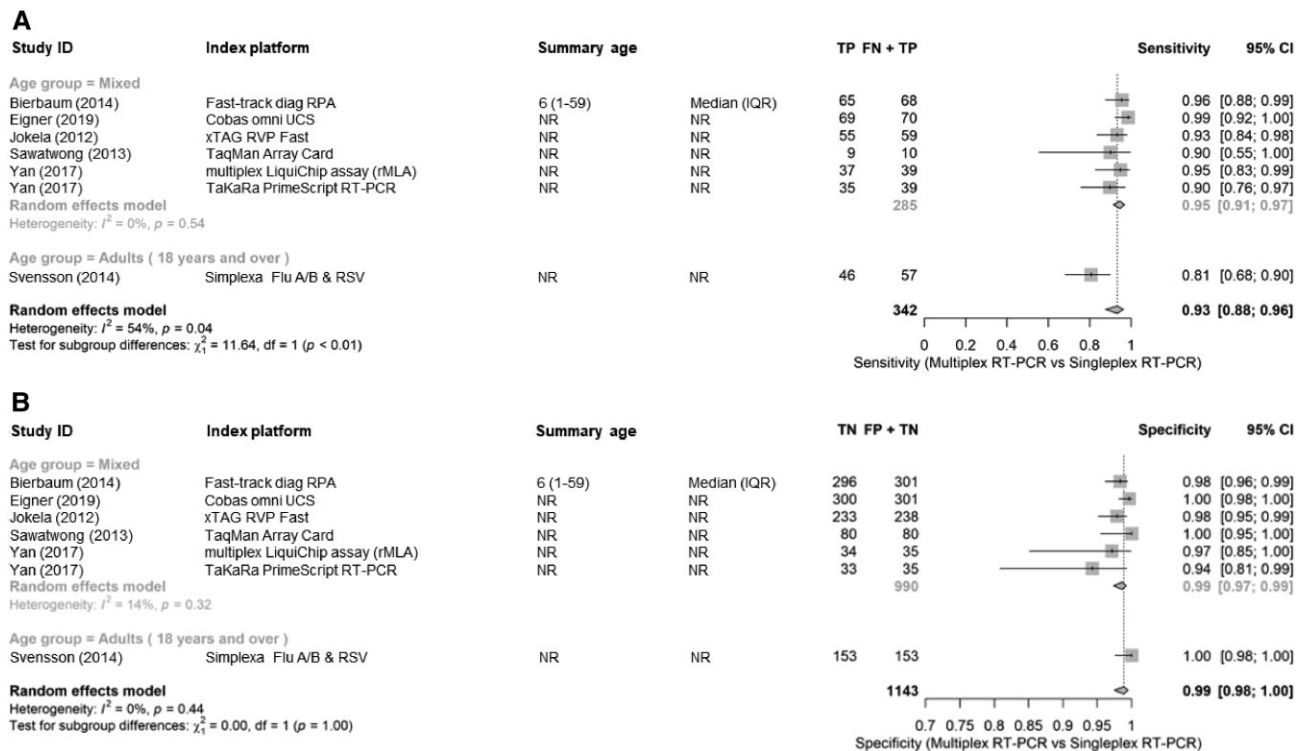 A
Study ID Index platform Summary age TP FN + TP Sensitivity 95% CI
Age group = Mixed
Bierbaum (2014) Fast-track diag RPA 6 (1-59) Median (IQR) 65 68 0.96 [0.88; 0.99]
Eigner (2019) Cobas omni UCS NR NR 69 70 0.99 [0.92; 1.00]
Jokela (2012) xTAG RVP Fast NR NR 55 59 0.93 [0.84; 0.98]
Sawatwong (2013) TaqMan Array Card NR NR 9 10 0.90 [0.55; 1.00]
Yan (2017) multiplex LiquiChip assay (rMLA) NR NR 37 39 0.95 [0.83; 0.99]
Yan (2017) TaKaRa PrimeScript RT-PCR NR NR 35 39 0.90 [0.76; 0.97]
Random effects model 285 0.95 [0.91; 0.97]
Heterogeneity: I² = 0%, p = 0.54
Age group = Adults ( 18 years and over )
Svensson (2014) Simplexa Flu A/B & RSV NR NR 46 57 0.81 [0.68; 0.90]
Random effects model 342 0.93 [0.88; 0.96]
Heterogeneity: I² = 54%, p = 0.04
Test for subgroup differences: χ²₁ = 11.64, df = 1 (p < 0.01)
0 0.2 0.4 0.6 0.8 1
Sensitivity (Multiplex RT-PCR vs Singleplex RT-PCR)
B
Study ID Index platform Summary age TN FP + TN Specificity 95% CI
Age group = Mixed
Bierbaum (2014) Fast-track diag RPA 6 (1-59) Median (IQR) 296 301 0.98 [0.96; 0.99]
Eigner (2019) Cobas omni UCS NR NR 300 301 1.00 [0.98; 1.00]
Jokela (2012) xTAG RVP Fast NR NR 233 238 0.98 [0.95; 0.99]
Sawatwong (2013) TaqMan Array Card NR NR 80 80 1.00 [0.95; 1.00]
Yan (2017) multiplex LiquiChip assay (rMLA) NR NR 34 35 0.97 [0.85; 1.00]
Yan (2017) TaKaRa PrimeScript RT-PCR NR NR 33 35 0.94 [0.81; 0.99]
Random effects model 990 0.99 [0.97; 0.99]
Heterogeneity: I² = 14%, p = 0.32
Age group = Adults ( 18 years and over )
Svensson (2014) Simplexa Flu A/B & RSV NR NR 153 153 1.00 [0.98; 1.00]
Random effects model 1143 0.99 [0.98; 1.00]
Heterogeneity: I² = 0%, p = 0.44
Test for subgroup differences: χ²₁ = 0.00, df = 1 (p = 1.00)
0.7 0.75 0.8 0.85 0.9 0.95 1
Specificity (Multiplex RT-PCR vs Singleplex RT-PCR)